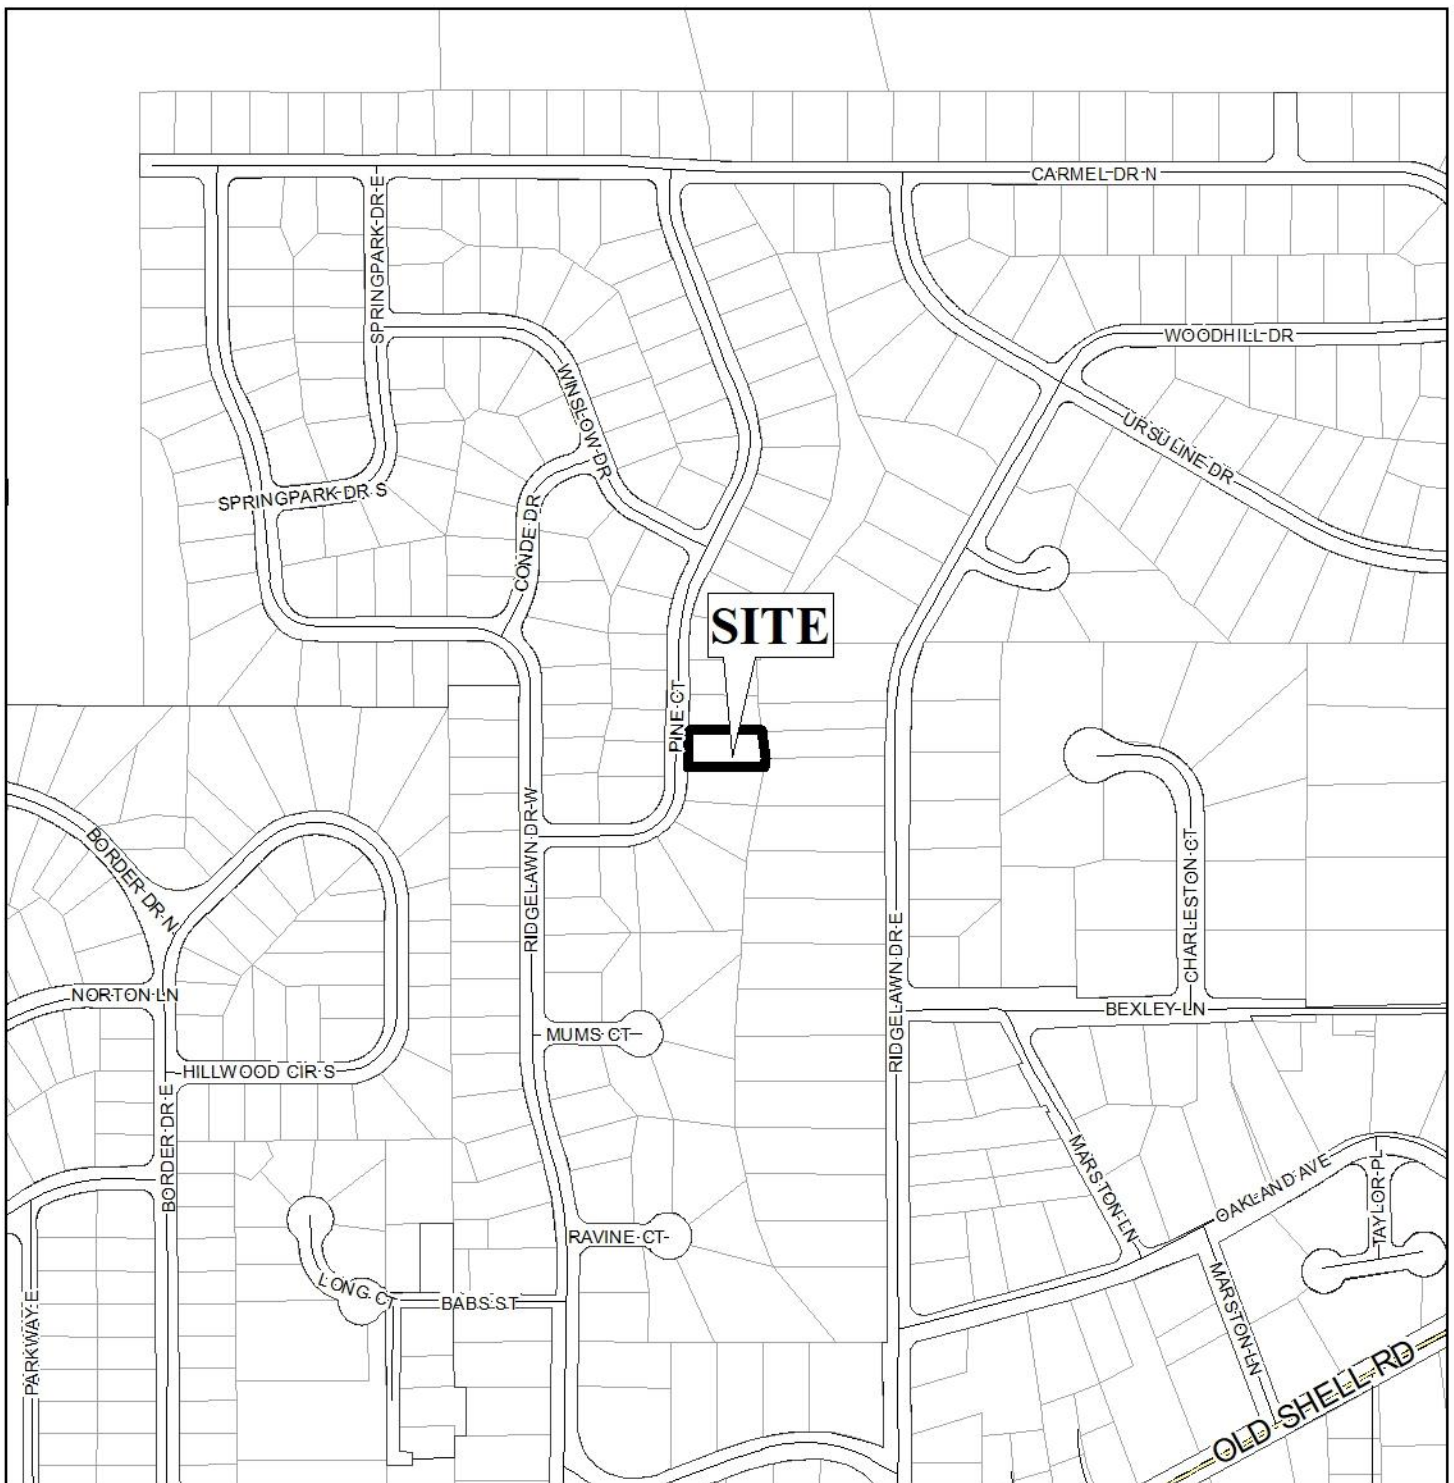 CARMEL DR N
SPRINGPARK DR E
WOODHILL DR
WINSLOW DR
URSULINE DR
SPRINGPARK DR S
CONDE DR
SITE
PINE CT
RIDGELAWN DR W
BORDER DR N
CHARLESTON CT
RIDGELAWN DR E
NORTON LN
BEXLEY LN
MUMS CT
HILLWOOD CIR S
BORDER DR E
MARSTON LN
OAKLAND AVE
TAYLOR PL
RAVINE CT
LONG CT
BABS ST
MARSTON LN
PARKWAY E
OLD SHELL RD